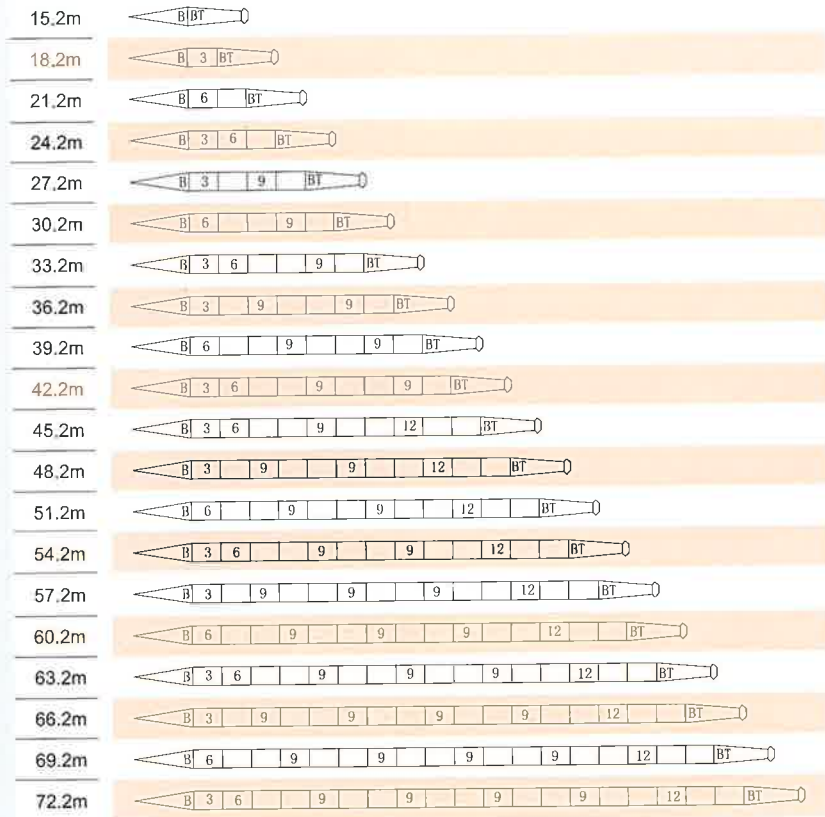 15.2m B BT
18.2m B 3 BT
21.2m B 6 BT
24.2m B 3 6 BT
27.2m B 3 9 BT
30.2m B 6 9 BT
33.2m B 3 6 9 BT
36.2m B 3 9 9 BT
39.2m B 6 9 9 BT
42.2m B 3 6 9 9 BT
45.2m B 3 6 9 12 BT
48.2m B 3 9 9 12 BT
51.2m B 6 9 9 12 BT
54.2m B 3 6 9 9 12 BT
57.2m B 3 9 9 9 12 BT
60.2m B 6 9 9 9 12 BT
63.2m B 3 6 9 9 9 12 BT
66.2m B 3 9 9 9 9 12 BT
69.2m B 6 9 9 9 9 12 BT
72.2m B 3 6 9 9 9 9 12 BT